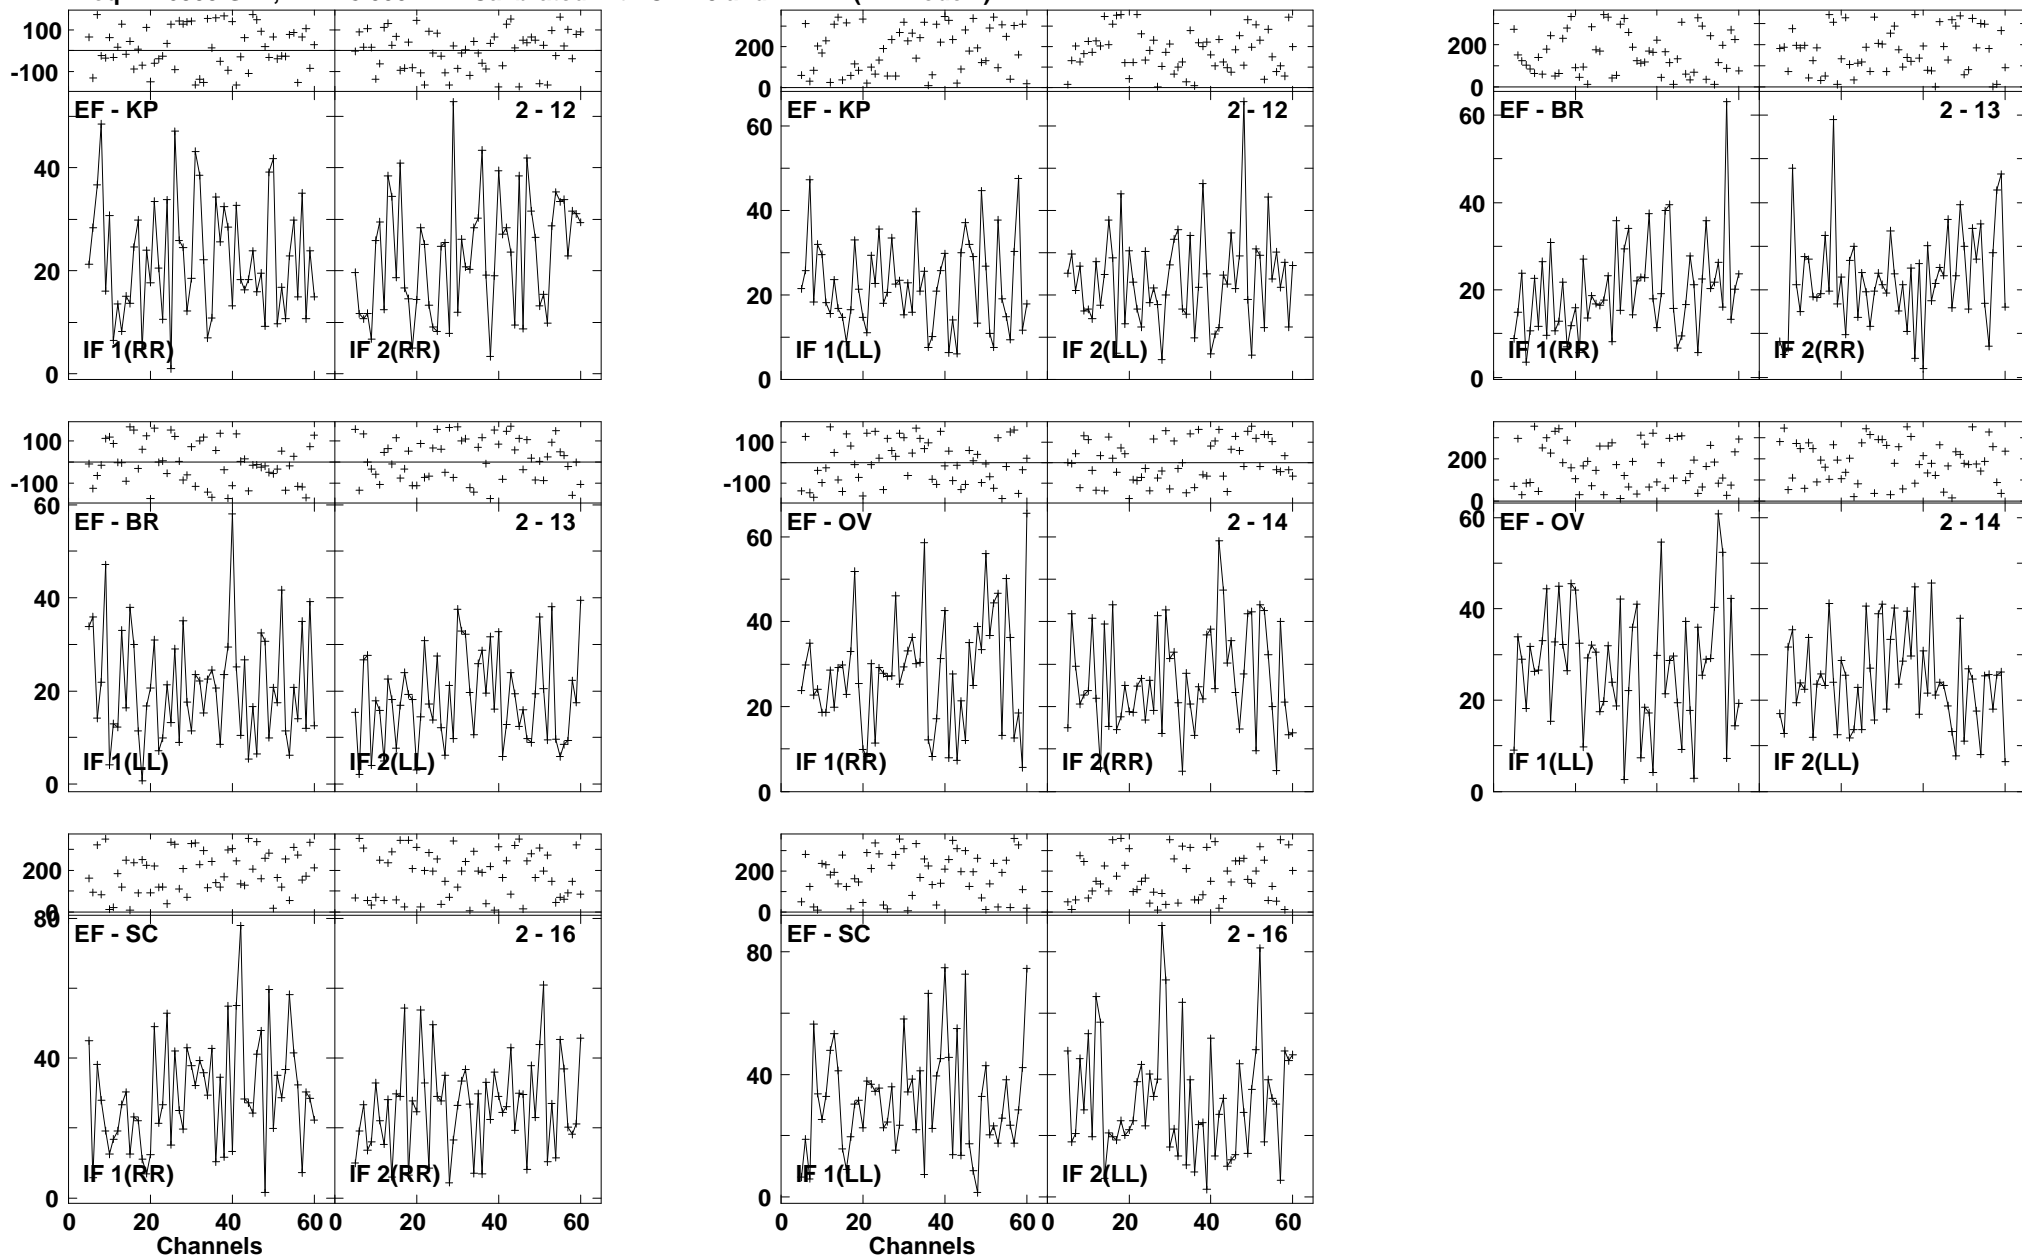 100
-100
EF - KP
2 - 12
40
20
0
IF 1(RR)
IF 2(RR)
200
0
EF - KP
2 - 12
60
40
20
0
IF 1(LL)
IF 2(LL)
200
0
EF - BR
2 - 13
60
40
20
0
IF 1(RR)
IF 2(RR)
100
-100
60
EF - BR
2 - 13
40
20
0
IF 1(LL)
IF 2(LL)
100
-100
EF - OV
2 - 14
60
40
20
0
IF 1(RR)
IF 2(RR)
200
0
60
EF - OV
2 - 14
40
20
0
IF 1(LL)
IF 2(LL)
200
0
80
EF - SC
2 - 16
40
0
IF 1(RR)
IF 2(RR)
0 20 40 60 0 20 40 60
Channels
200
0
EF - SC
2 - 16
80
40
0
IF 1(LL)
IF 2(LL)
0 20 40 60 0 20 40 60
Channels